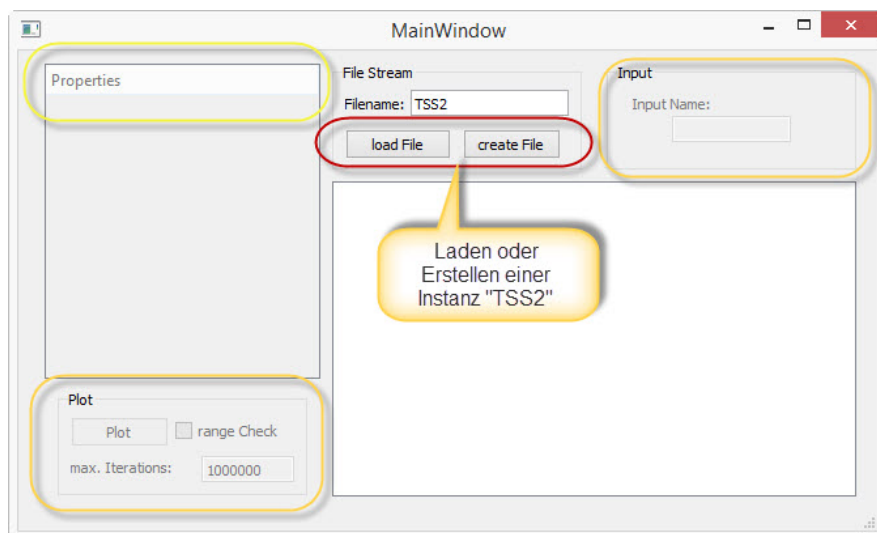 MainWindow
Properties
File Stream
Filename: TSS2
load File create File
Input
Input Name:
Laden oder
Erstellen einer
Instanz "TSS2"
Plot
Plot range Check
max. Iterations: 1000000